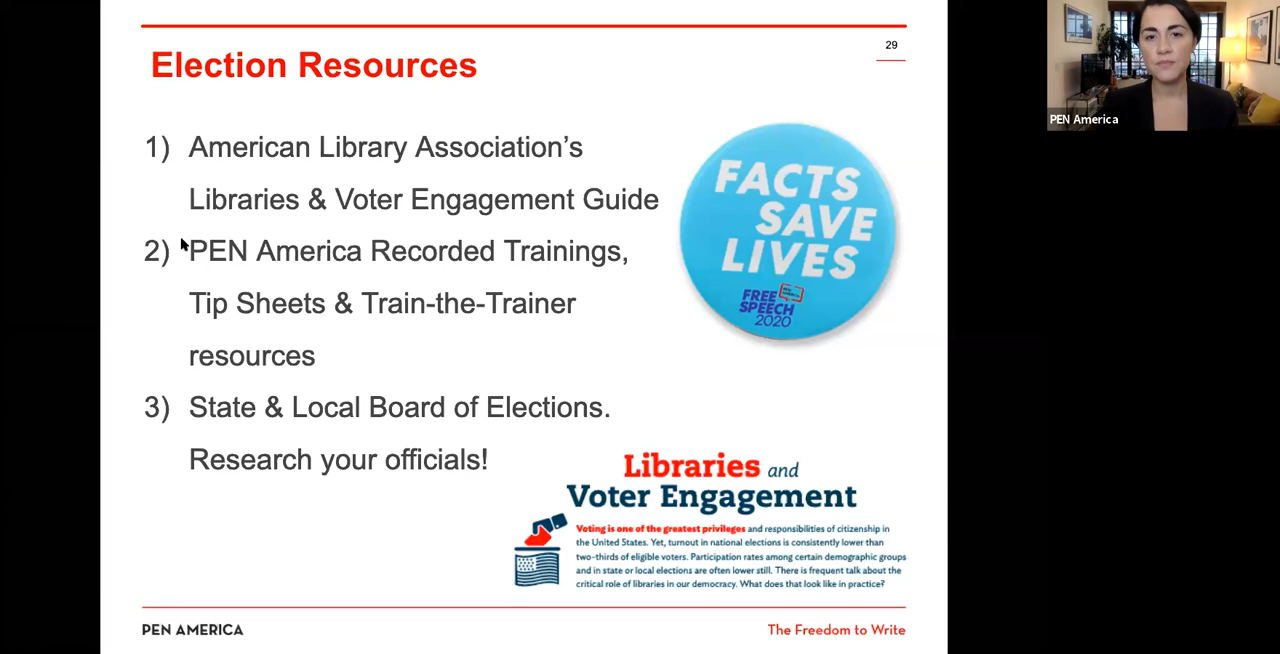 29
Election Resources
1) American Library Association’s
Libraries & Voter Engagement Guide
2) PEN America Recorded Trainings,
Tip Sheets & Train-the-Trainer
resources
3) State & Local Board of Elections.
Research your officials!
FACTS
SAVE
LIVES
FREE
SPEECH
2020
Libraries and
Voter Engagement
Voting is one of the greatest privileges and responsibilities of citizenship in
the United States. Yet, turnout in national elections is consistently lower than
two-thirds of eligible voters. Participation rates among certain demographic groups
and in state or local elections are often lower still. There is frequent talk about the
critical role of libraries in our democracy. What does that look like in practice?
PEN AMERICA
The Freedom to Write
PEN America